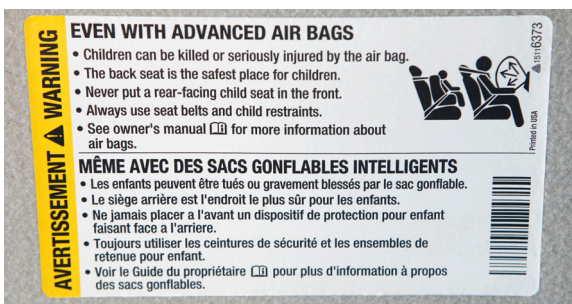 AVERTISSEMENT ⚠ WARNING
EVEN WITH ADVANCED AIR BAGS
• Children can be killed or seriously injured by the air bag.
• The back seat is the safest place for children.
• Never put a rear-facing child seat in the front.
• Always use seat belts and child restraints.
• See owner's manual for more information about
air bags.
MÊME AVEC DES SACS GONFLABLES INTELLIGENTS
• Les enfants peuvent être tués ou gravement blessés par le sac gonflable.
• Le siège arrière est l'endroit le plus sûr pour les enfants.
• Ne jamais placer a l'avant un dispositif de protection pour enfant
faisant face a l'arriere.
• Toujours utiliser les ceintures de sécurité et les ensembles de
retenue pour enfant.
• Voir le Guide du propriétaire pour plus d'information à propos
des sacs gonflables.
15116373
Printed in USA